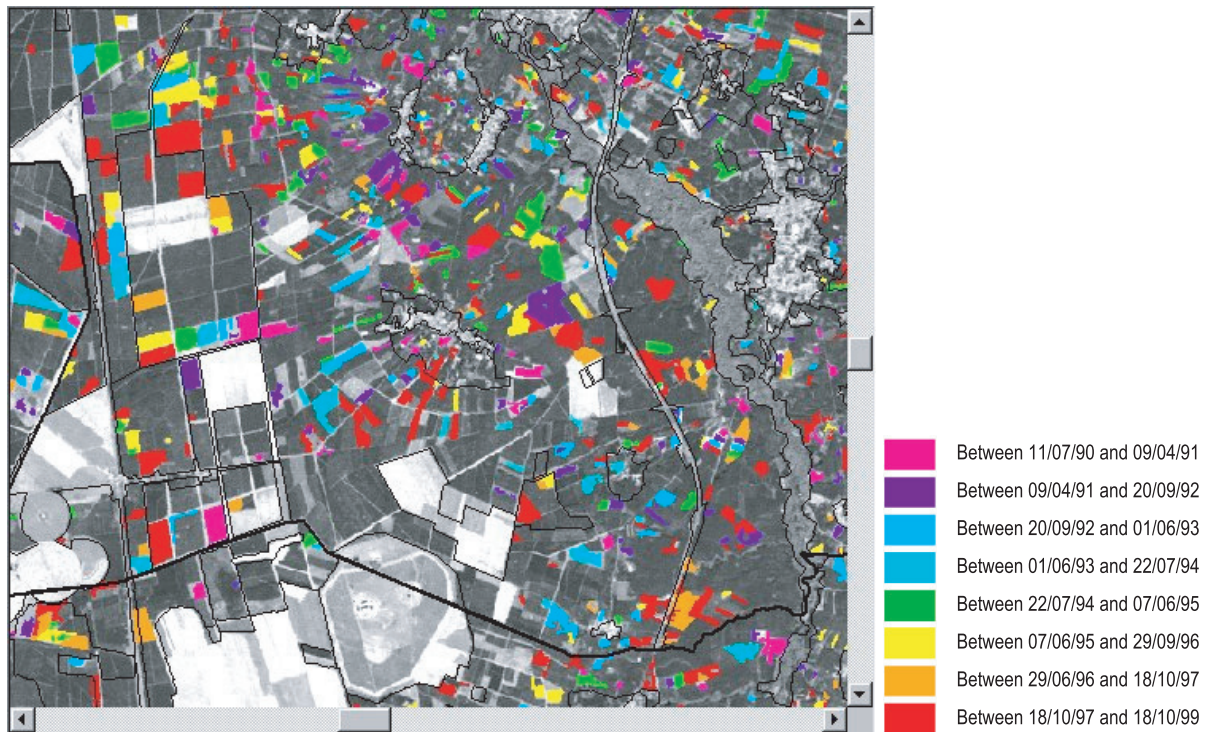 Between 11/07/90 and 09/04/91
Between 09/04/91 and 20/09/92
Between 20/09/92 and 01/06/93
Between 01/06/93 and 22/07/94
Between 22/07/94 and 07/06/95
Between 07/06/95 and 29/09/96
Between 29/06/96 and 18/10/97
Between 18/10/97 and 18/10/99